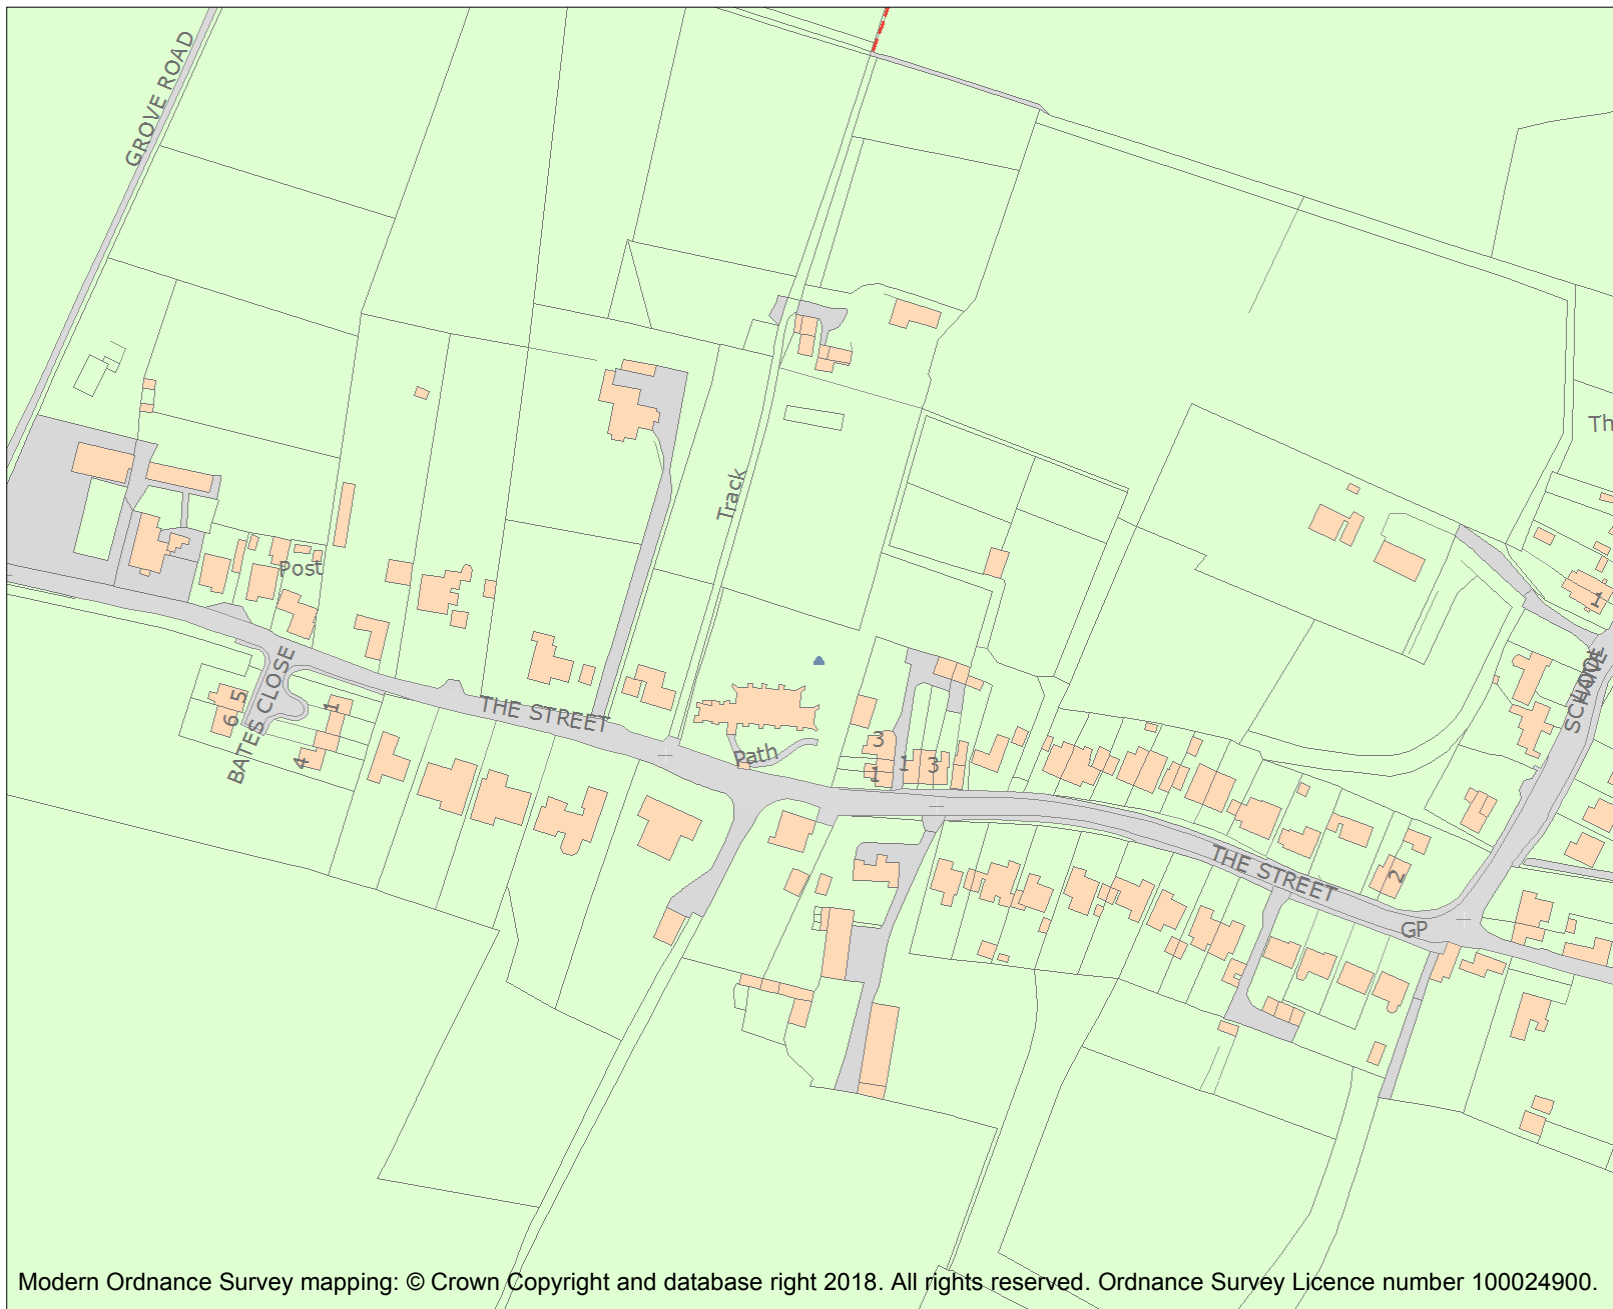 GROVE ROAD
Th
Track
Post
1
BATES CLOSE
5
6
1
4
THE STREET
Path
3
1
1
3
THE STREET
2
GP
Modern Ordnance Survey mapping: © Crown Copyright and database right 2018. All rights reserved. Ordnance Survey Licence number 100024900.